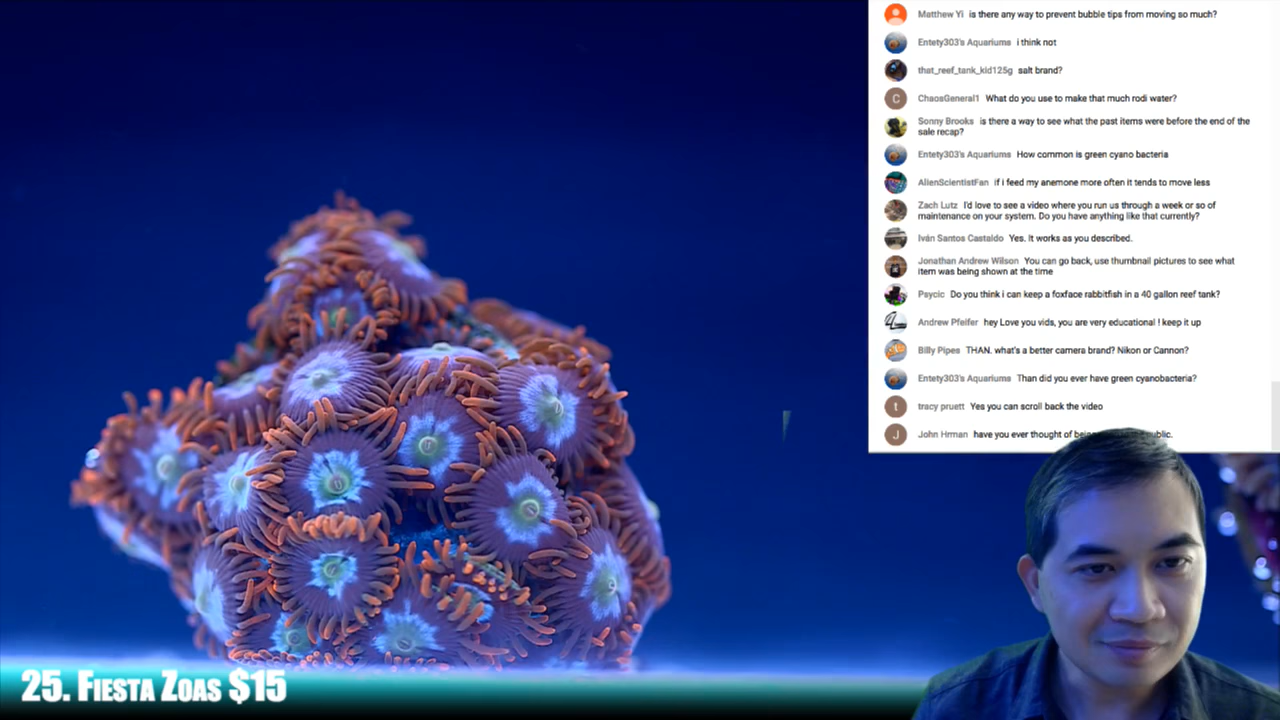 Matthew Yi is there any way to prevent bubble tips from moving so much?
Entety303's Aquariums i think not
that_reef_tank_kid125g salt brand?
C ChaosGeneral1 What do you use to make that much rodi water?
Sonny Brooks is there a way to see what the past items were before the end of the
sale recap?
Entety303's Aquariums How common is green cyano bacteria
AlienScientistFan if i feed my anemone more often it tends to move less
Zach Lutz I'd love to see a video where you run us through a week or so of
maintenance on your system. Do you have anything like that currently?
Iván Santos Castaldo Yes. It works as you described.
Jonathan Andrew Wilson You can go back, use thumbnail pictures to see what
item was being shown at the time
Psycic Do you think i can keep a foxface rabbitfish in a 40 gallon reef tank?
Andrew Pfeifer hey Love you vids, you are very educational ! keep it up
Billy Pipes THAN. what's a better camera brand? Nikon or Cannon?
Entety303's Aquariums Than did you ever have green cyanobacteria?
t tracy pruett Yes you can scroll back the video
J John Hrman have you ever thought of
25. Fiesta Zoas $15